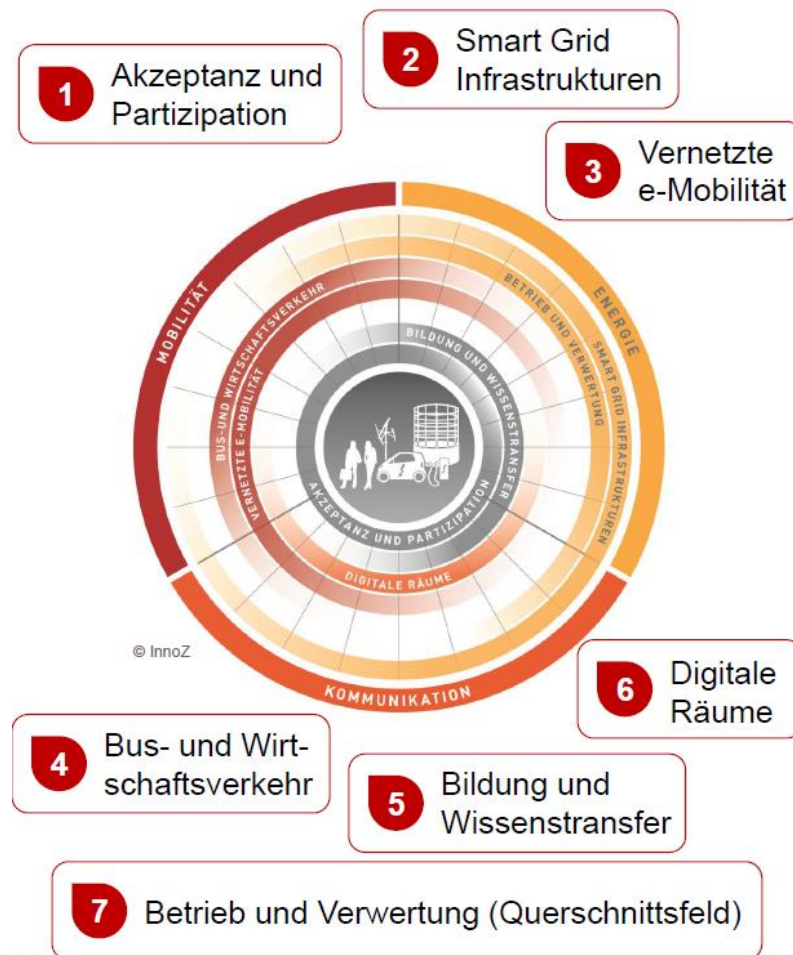 1
Akzeptanz und
Partizipation
2
Smart Grid
Infrastrukturen
3
Vernetzte
e-Mobilität
MOBILITÄT
ENERGIE
BUS- UND WIRTSCHAFTSVERKEHR
VERNETZTE E-MOBILITÄT
BETRIEB UND VERWERTUNG
SMART GRID INFRASTRUKTUREN
BILDUNG UND WISSENSTRANSFER
AKZEPTANZ UND PARTIZIPATION
DIGITALE RÄUME
KOMMUNIKATION
© InnoZ
6
Digitale
Räume
4
Bus- und Wirt-
schaftsverkehr
5
Bildung und
Wissenstransfer
7
Betrieb und Verwertung (Querschnittsfeld)